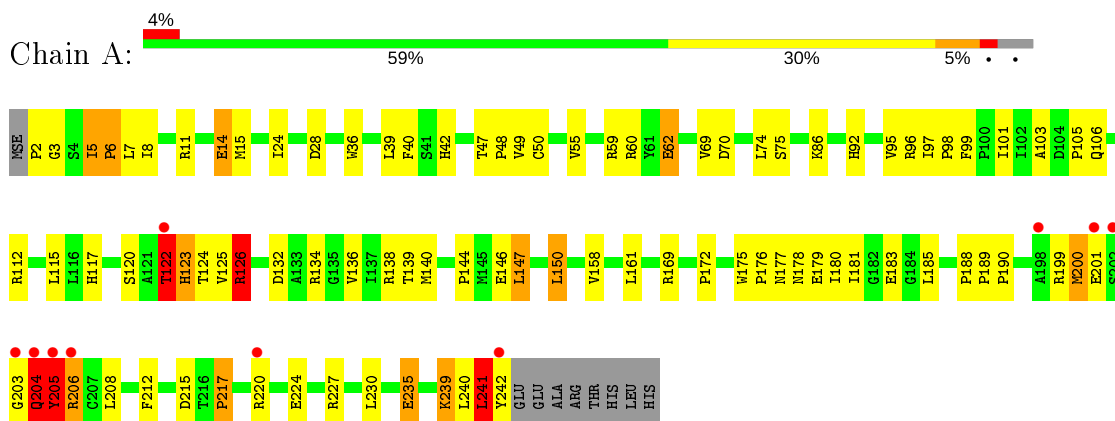 4%
Chain A:
59% 30% 5% • •
MSE P2 G3 S4 I5 P6 L7 I8 R11 E14 M15 I24 D28 W36 L39 F40 S41 H42 T47 P48 V49 C50 V55 R59 R60 Y61 E62 V69 D70 L74 S75 K86 H92 V95 R96 I97 P98 F99 P100 I101 I102 A103 D104 P105 Q106
R112 L115 L116 H117 S120 A121 T122 H123 T124 V125 R126 D132 A133 R134 G135 V136 I137 R138 T139 M140 P144 M145 E146 L147 L150 V158 L161 R169 P172 W175 P176 N177 N178 E179 I180 I181 G182 E183 G184 L185 P188 P189 P190 A198 R199 M200 E201 S202
G203 Q204 Y205 R206 C207 L208 F212 D215 T216 P217 R220 E224 R227 L230 E235 K239 L240 L241 Y242 GLU GLU ALA ARG THR HIS LEU HIS